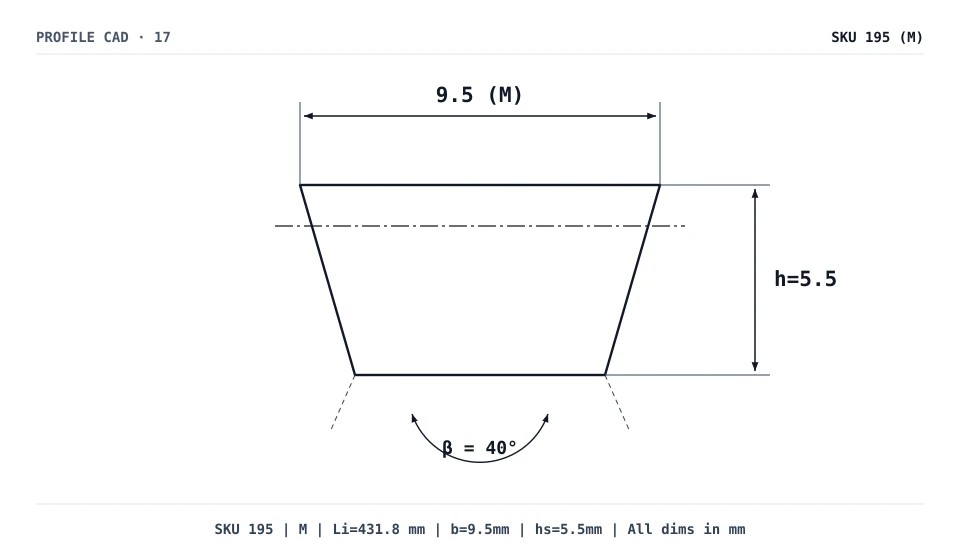 PROFILE CAD · 17
SKU 195 (M)
9.5 (M)
h=5.5
β = 40°
SKU 195 | M | Li=431.8 mm | b=9.5mm | hs=5.5mm | All dims in mm